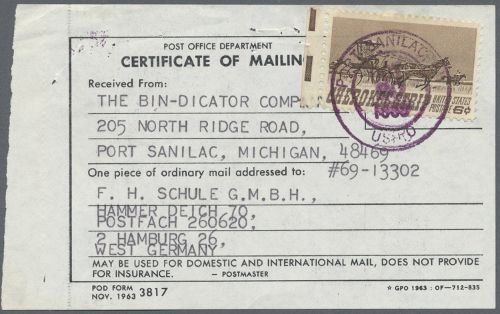 POST OFFICE DEPARTMENT
CERTIFICATE OF MAILIN
Received From:
THE BIN-DICATOR COMP
205 NORTH RIDGE ROAD,
PORT SANILAC, MICHIGAN, 48469
One piece of ordinary mail addressed to: #69-13302
F. H. SCHULE G.M.B.H.,
HAMMER DEICH 70,
POSTFACH 260620,
2 HAMBURG 26,
WEST GERMANY
MAY BE USED FOR DOMESTIC AND INTERNATIONAL MAIL, DOES NOT PROVIDE
FOR INSURANCE. – POSTMASTER
POD FORM
NOV. 1963 3817
☆ GPO 1963 : OF—712-835
SANILAC
CHEROKEE STRIP
UNITED STATES
6¢